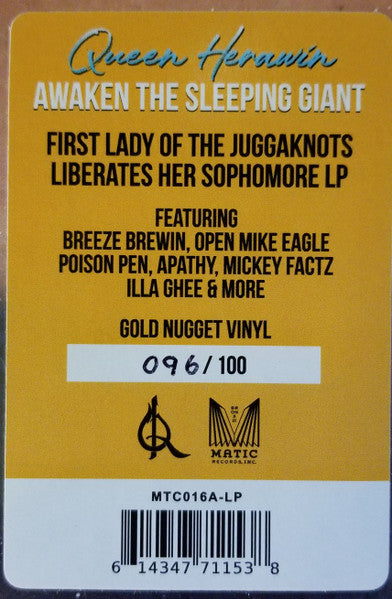 Queen Herawin
AWAKEN THE SLEEPING GIANT
FIRST LADY OF THE JUGGAKNOTS
LIBERATES HER SOPHOMORE LP
FEATURING
BREEZE BREWIN, OPEN MIKE EAGLE
POISON PEN, APATHY, MICKEY FACTZ
ILLA GHEE & MORE
GOLD NUGGET VINYL
096/100
MATIC
RECORDS, INC.
MTC016A-LP
6 14347 71153 8